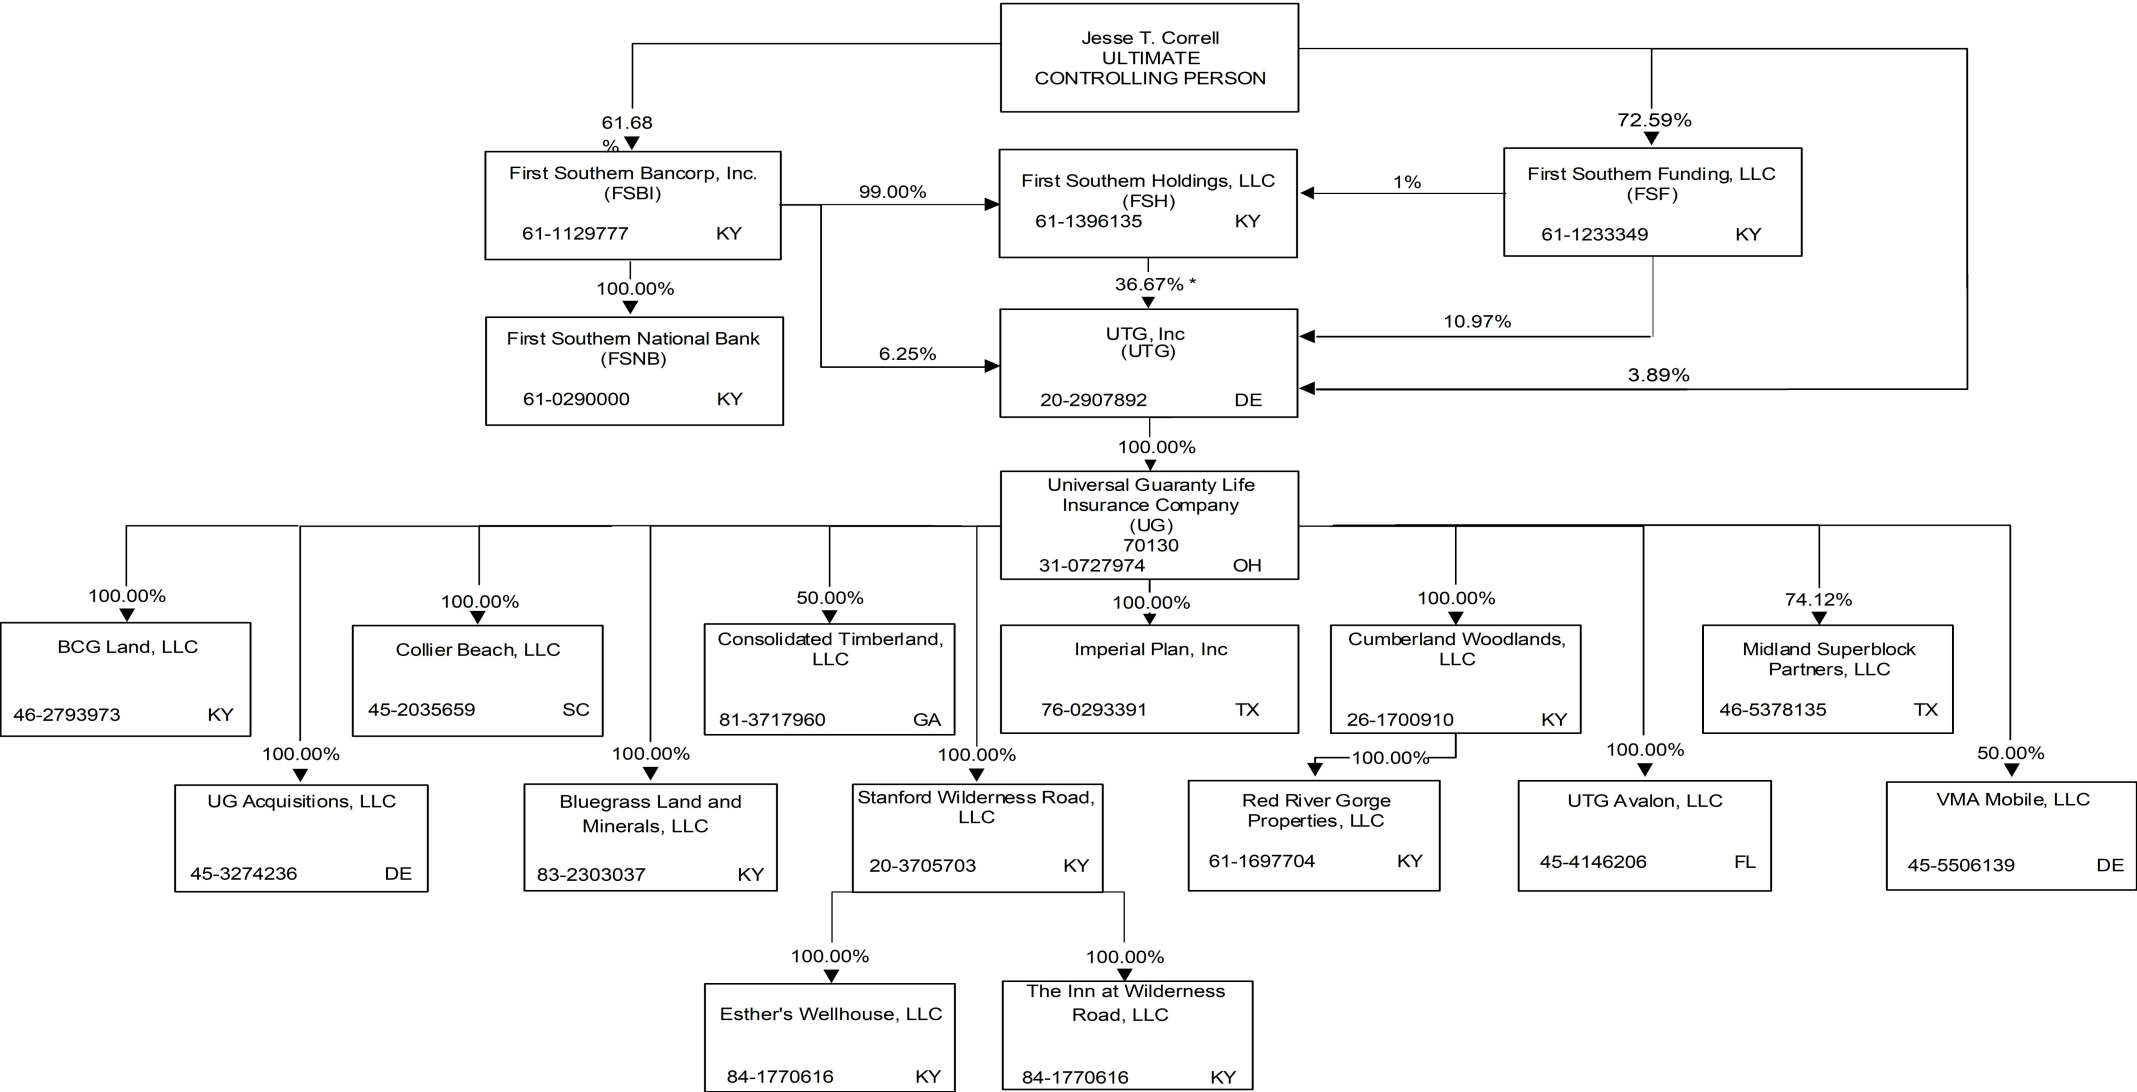 Jesse T. Correll
ULTIMATE
CONTROLLING PERSON
61.68
%
72.59%
First Southern Bancorp, Inc.
(FSBI)
61-1129777 KY
99.00%
First Southern Holdings, LLC
(FSH)
61-1396135 KY
1%
First Southern Funding, LLC
(FSF)
61-1233349 KY
100.00%
36.67% *
First Southern National Bank
(FSNB)
61-0290000 KY
6.25%
UTG, Inc
(UTG)
20-2907892 DE
10.97%
3.89%
100.00%
Universal Guaranty Life
Insurance Company
(UG)
70130
31-0727974 OH
100.00%
100.00%
50.00%
100.00%
100.00%
74.12%
BCG Land, LLC
46-2793973 KY
Collier Beach, LLC
45-2035659 SC
Consolidated Timberland,
LLC
81-3717960 GA
Imperial Plan, Inc
76-0293391 TX
Cumberland Woodlands,
LLC
26-1700910 KY
Midland Superblock
Partners, LLC
46-5378135 TX
100.00%
100.00%
100.00%
100.00%
100.00%
50.00%
UG Acquisitions, LLC
45-3274236 DE
Bluegrass Land and
Minerals, LLC
83-2303037 KY
Stanford Wilderness Road,
LLC
20-3705703 KY
Red River Gorge
Properties, LLC
61-1697704 KY
UTG Avalon, LLC
45-4146206 FL
VMA Mobile, LLC
45-5506139 DE
100.00%
100.00%
Esther's Wellhouse, LLC
84-1770616 KY
The Inn at Wilderness
Road, LLC
84-1770616 KY